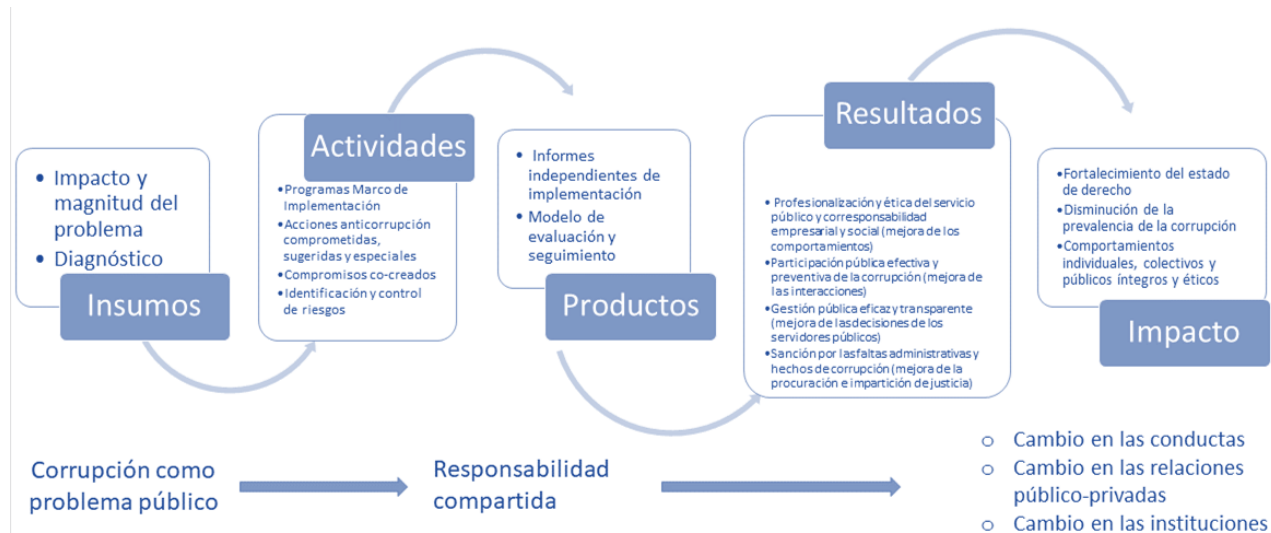 • Impacto y
magnitud del
problema
• Diagnóstico
Insumos
Actividades
•Programas Marco de
Implementación
•Acciones anticorrupción
comprometidas,
sugeridas y especiales
•Compromisos co-creados
•Identificación y control
de riesgos
• Informes
independientes de
implementación
• Modelo de
evaluación y
seguimiento
Productos
Resultados
• Profesionalización y ética del servicio
público y corresponsabilidad
empresarial y social (mejora de los
comportamientos)
•Participación pública efectiva y
preventiva de la corrupción (mejora de
las interacciones)
•Gestión pública eficaz y transparente
(mejora de las decisiones de los
servidores públicos)
•Sanción por las faltas administrativas y
hechos de corrupción (mejora de la
procuración e impartición de justicia)
•Fortalecimiento del estado
de derecho
•Disminución de la
prevalencia de la corrupción
•Comportamientos
individuales, colectivos y
públicos íntegros y éticos
Impacto
Corrupción como
problema público
Responsabilidad
compartida
o Cambio en las conductas
o Cambio en las relaciones
público-privadas
o Cambio en las instituciones